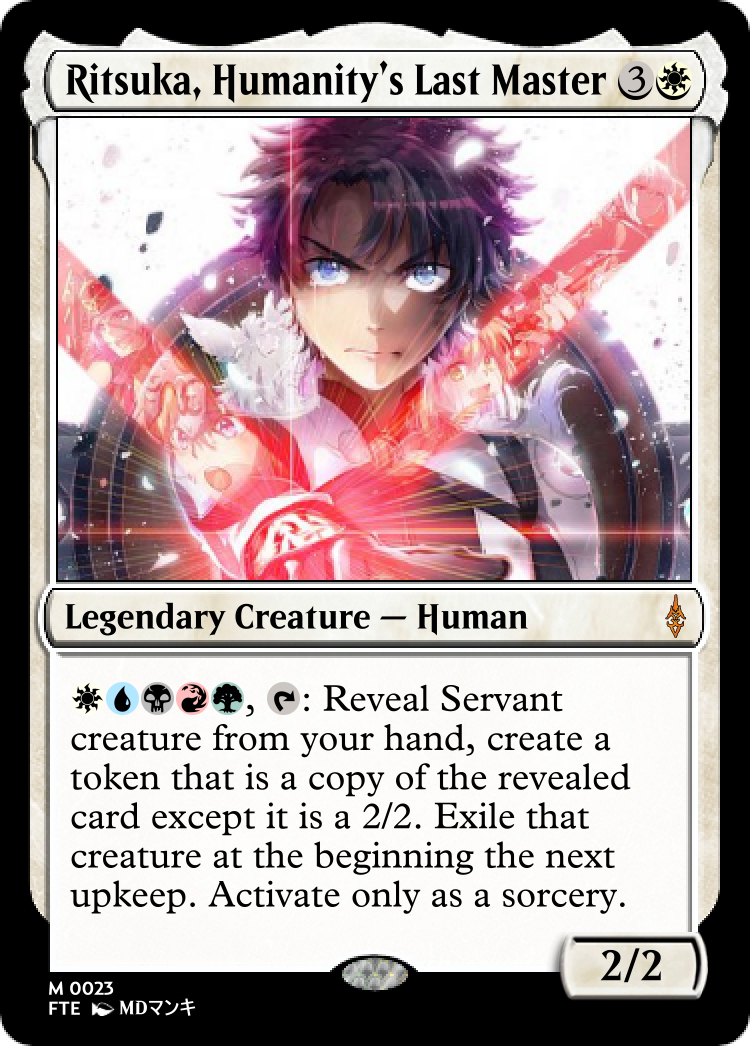 Ritsuka, Humanity's Last Master 3
Legendary Creature — Human
, : Reveal Servant
creature from your hand, create a
token that is a copy of the revealed
card except it is a 2/2. Exile that
creature at the beginning the next
upkeep. Activate only as a sorcery.
2/2
M 0023
FTE MDマンキ